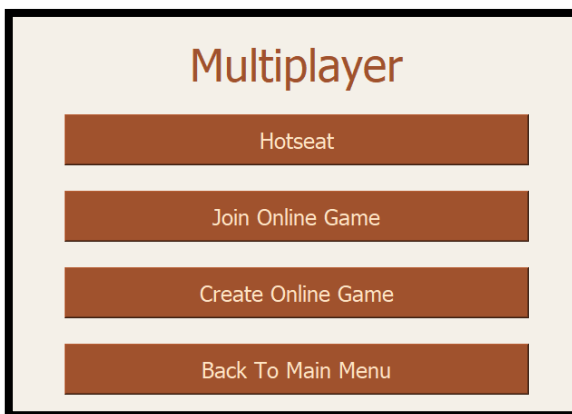 Multiplayer
Hotseat
Join Online Game
Create Online Game
Back To Main Menu